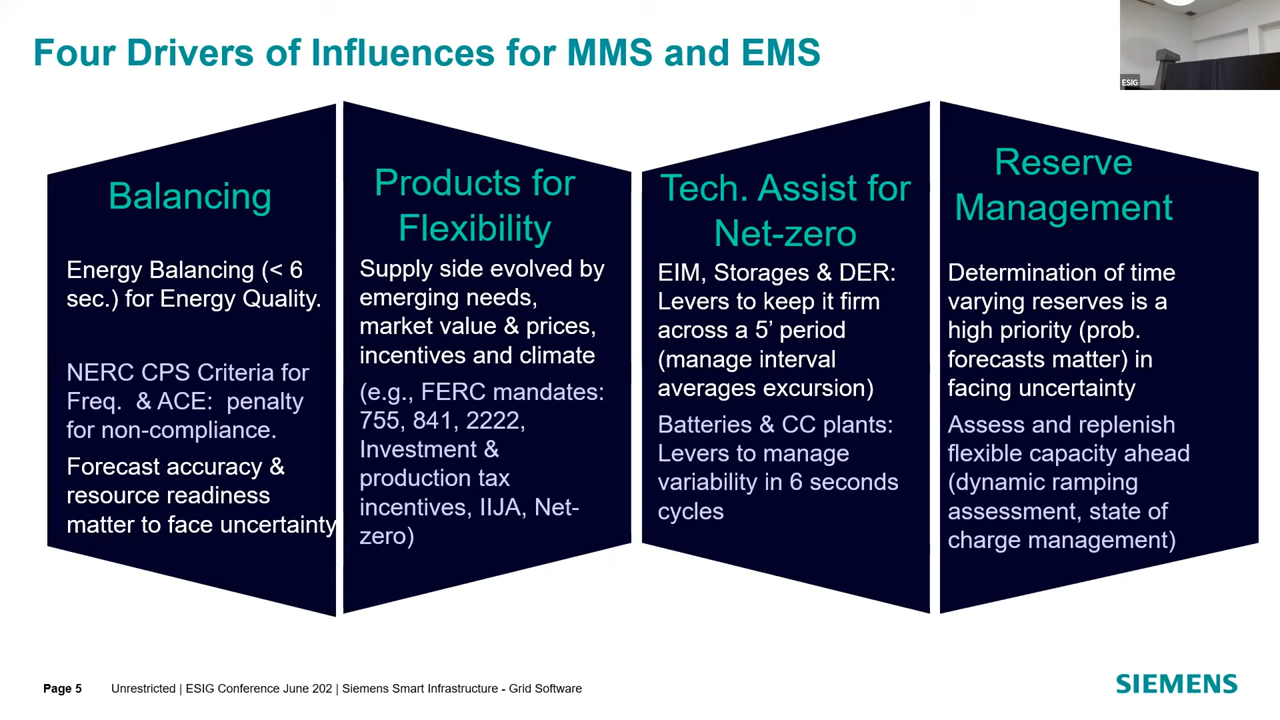 Four Drivers of Influences for MMS and EMS
ESIG
Balancing
Energy Balancing (< 6
sec.) for Energy Quality.
NERC CPS Criteria for
Freq. & ACE: penalty
for non-compliance.
Forecast accuracy &
resource readiness
matter to face uncertainty
Products for
Flexibility
Supply side evolved by
emerging needs,
market value & prices,
incentives and climate
(e.g., FERC mandates:
755, 841, 2222,
Investment &
production tax
incentives, IIJA, Net-
zero)
Tech. Assist for
Net-zero
EIM, Storages & DER:
Levers to keep it firm
across a 5’ period
(manage interval
averages excursion)
Batteries & CC plants:
Levers to manage
variability in 6 seconds
cycles
Reserve
Management
Determination of time
varying reserves is a
high priority (prob.
forecasts matter) in
facing uncertainty
Assess and replenish
flexible capacity ahead
(dynamic ramping
assessment, state of
charge management)
Page 5 Unrestricted | ESIG Conference June 202 | Siemens Smart Infrastructure - Grid Software
SIEMENS